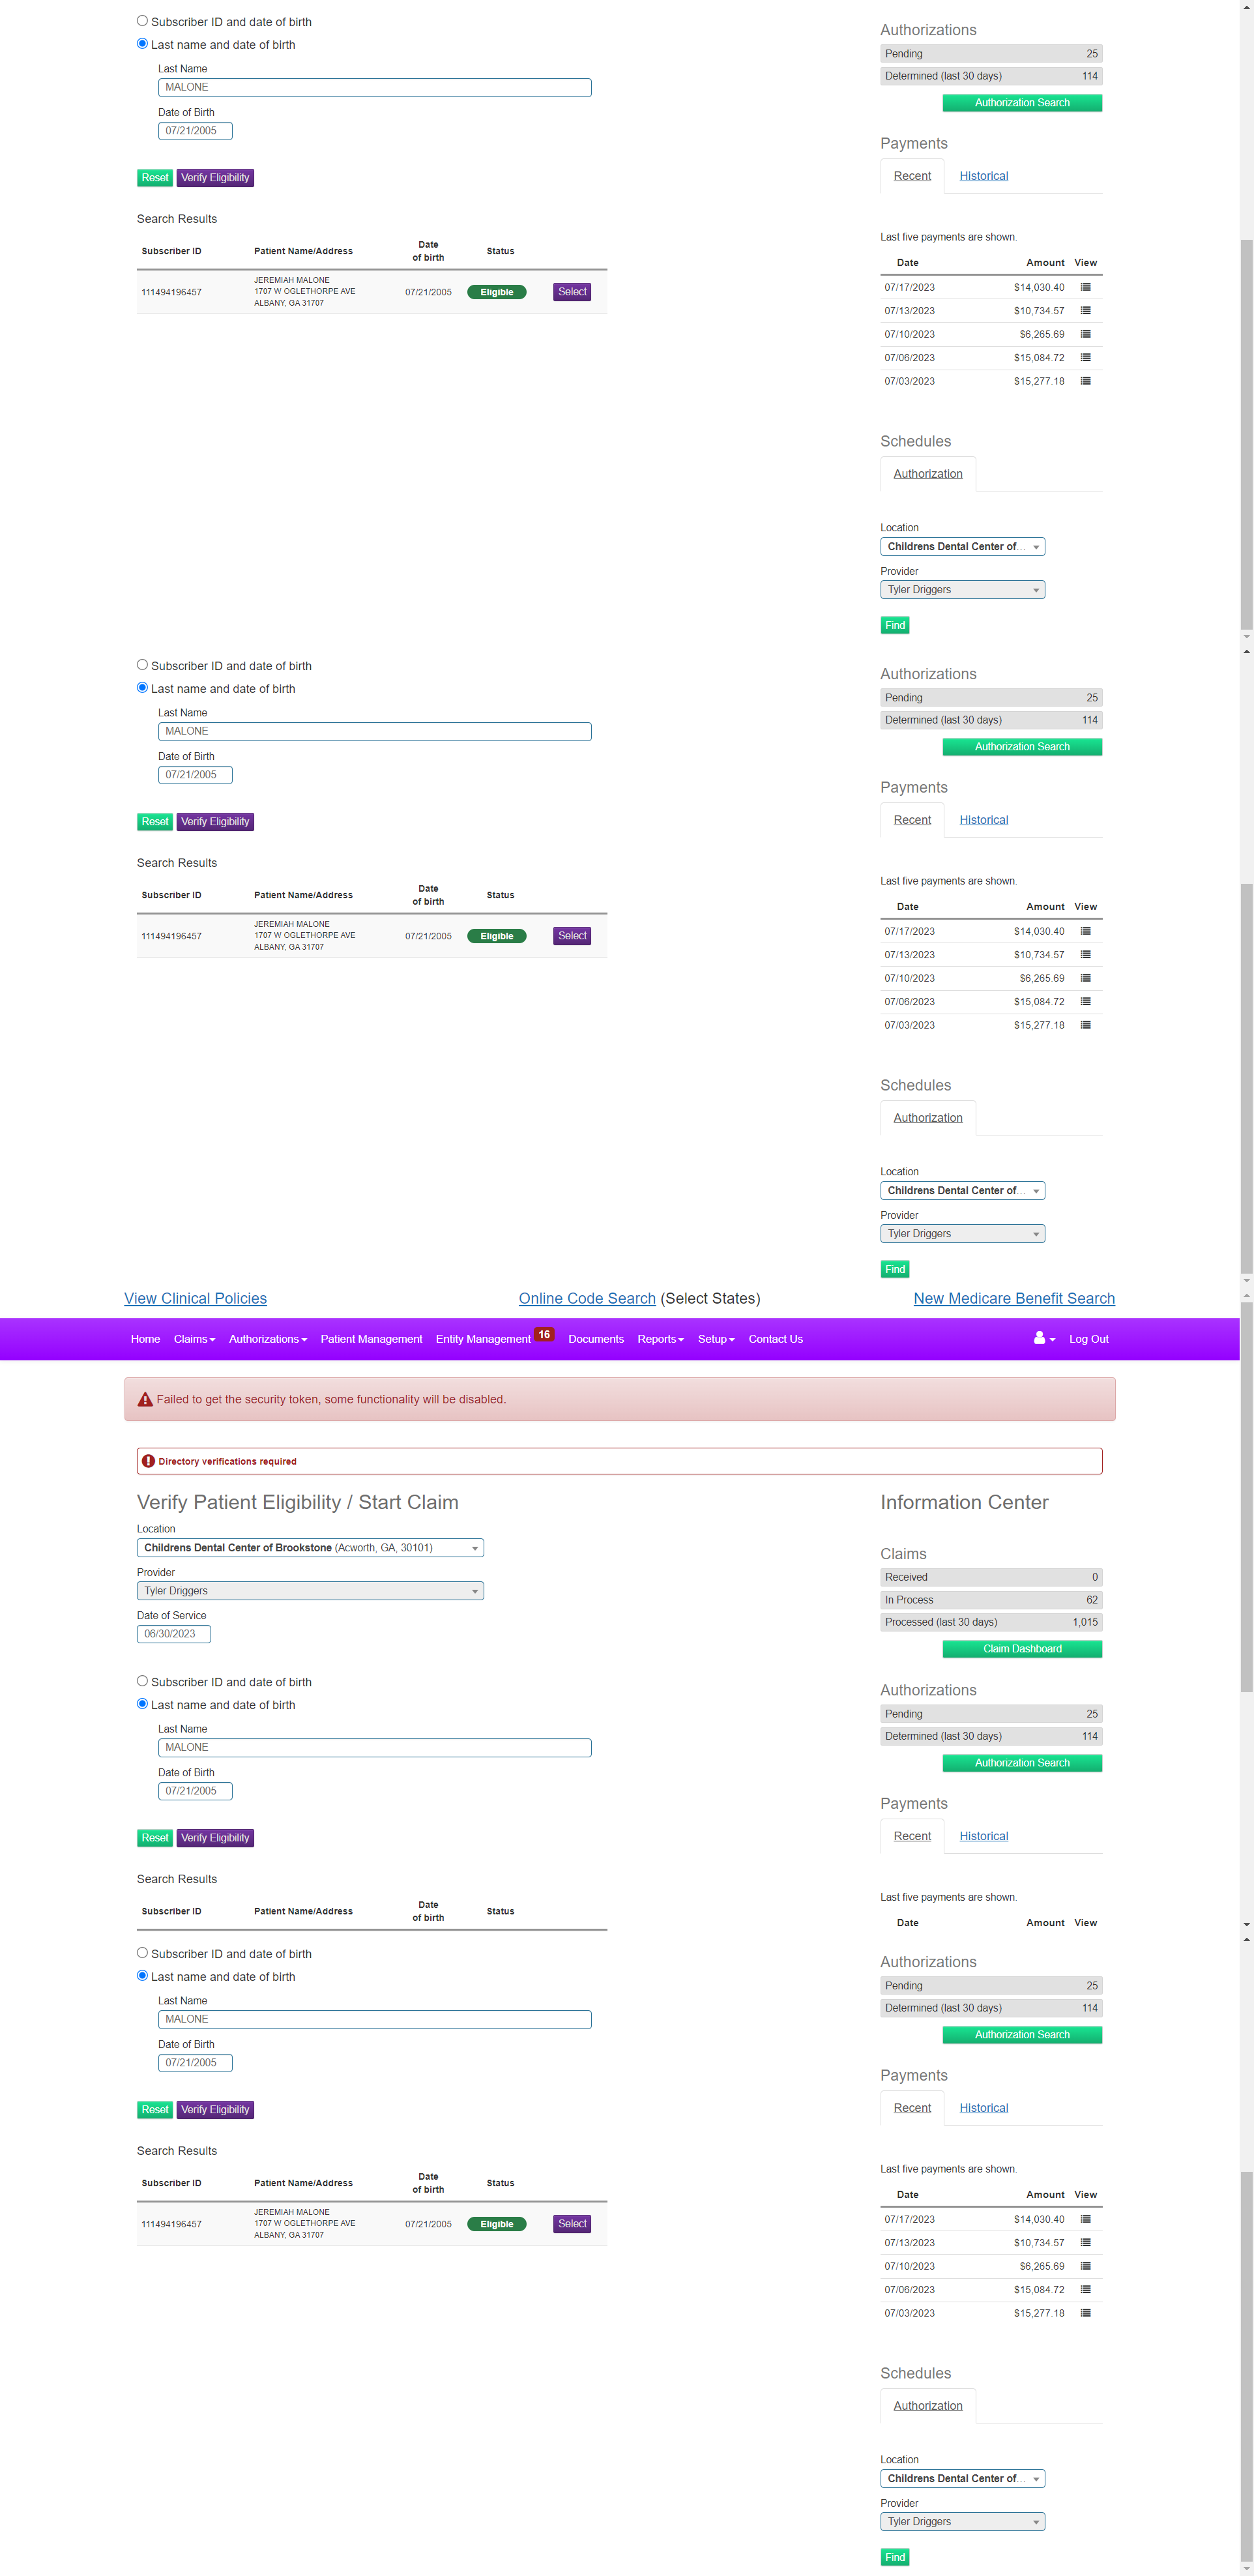 Subscriber ID and date of birth
Last name and date of birth
Last Name
MALONE
Date of Birth
07/21/2005
Reset Verify Eligibility
Search Results
Subscriber ID Patient Name/Address Date of birth Status
111494196457 JEREMIAH MALONE 07/21/2005 Eligible Select
1707 W OGLETHORPE AVE
ALBANY, GA 31707
Authorizations
Pending 25
Determined (last 30 days) 114
Authorization Search
Payments
Recent Historical
Last five payments are shown.
Date Amount View
07/17/2023 $14,030.40
07/13/2023 $10,734.57
07/10/2023 $6,265.69
07/06/2023 $15,084.72
07/03/2023 $15,277.18
Schedules
Authorization
Location
Childrens Dental Center of...
Provider
Tyler Driggers
Find
Subscriber ID and date of birth
Last name and date of birth
Last Name
MALONE
Date of Birth
07/21/2005
Reset Verify Eligibility
Search Results
Subscriber ID Patient Name/Address Date of birth Status
111494196457 JEREMIAH MALONE 07/21/2005 Eligible Select
1707 W OGLETHORPE AVE
ALBANY, GA 31707
Authorizations
Pending 25
Determined (last 30 days) 114
Authorization Search
Payments
Recent Historical
Last five payments are shown.
Date Amount View
07/17/2023 $14,030.40
07/13/2023 $10,734.57
07/10/2023 $6,265.69
07/06/2023 $15,084.72
07/03/2023 $15,277.18
Schedules
Authorization
Location
Childrens Dental Center of...
Provider
Tyler Driggers
Find
View Clinical Policies Online Code Search (Select States) New Medicare Benefit Search
Home Claims Authorizations Patient Management Entity Management 16 Documents Reports Setup Contact Us Log Out
Failed to get the security token, some functionality will be disabled.
Directory verifications required
Verify Patient Eligibility / Start Claim
Location
Childrens Dental Center of Brookstone (Acworth, GA, 30101)
Provider
Tyler Driggers
Date of Service
06/30/2023
Subscriber ID and date of birth
Last name and date of birth
Last Name
MALONE
Date of Birth
07/21/2005
Reset Verify Eligibility
Search Results
Subscriber ID Patient Name/Address Date of birth Status
Information Center
Claims
Received 0
In Process 62
Processed (last 30 days) 1,015
Claim Dashboard
Authorizations
Pending 25
Determined (last 30 days) 114
Authorization Search
Payments
Recent Historical
Last five payments are shown.
Date Amount View
Subscriber ID and date of birth
Last name and date of birth
Last Name
MALONE
Date of Birth
07/21/2005
Reset Verify Eligibility
Search Results
Subscriber ID Patient Name/Address Date of birth Status
111494196457 JEREMIAH MALONE 07/21/2005 Eligible Select
1707 W OGLETHORPE AVE
ALBANY, GA 31707
Authorizations
Pending 25
Determined (last 30 days) 114
Authorization Search
Payments
Recent Historical
Last five payments are shown.
Date Amount View
07/17/2023 $14,030.40
07/13/2023 $10,734.57
07/10/2023 $6,265.69
07/06/2023 $15,084.72
07/03/2023 $15,277.18
Schedules
Authorization
Location
Childrens Dental Center of...
Provider
Tyler Driggers
Find